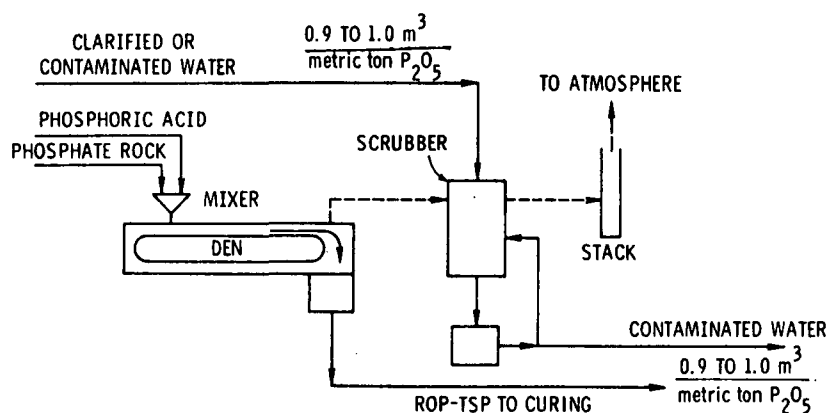 CLARIFIED OR
CONTAMINATED WATER
0.9 TO 1.0 m³
metric ton P₂O₅
TO ATMOSPHERE
PHOSPHORIC ACID
PHOSPHATE ROCK
SCRUBBER
MIXER
DEN
STACK
CONTAMINATED WATER
0.9 TO 1.0 m³
metric ton P₂O₅
ROP-TSP TO CURING